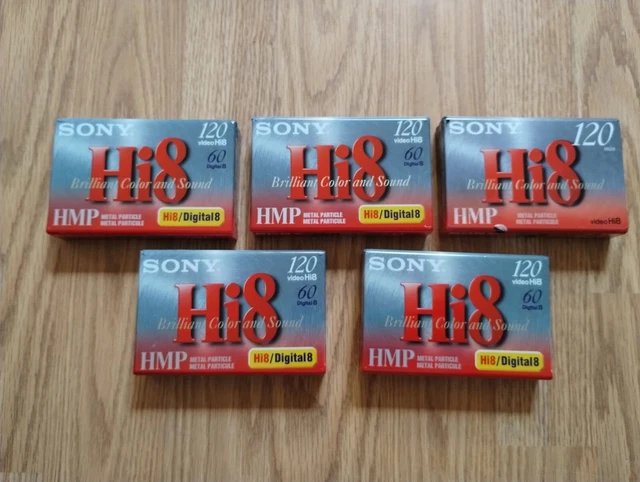 SONY 120
video Hi8
Hi8 60
Digital8
Brilliant Color and Sound
HMP METAL PARTICLE
METAL PARTICULE
Hi8/Digital8
SONY 120
video Hi8
Hi8 60
Digital8
Brilliant Color and Sound
HMP METAL PARTICLE
METAL PARTICULE
Hi8/Digital8
SONY 120
Hi8
Brilliant Color and Sound
HMP METAL PARTICLE
METAL PARTICULE
video Hi8
SONY 120
video Hi8
Hi8 60
Digital8
Brilliant Color and Sound
HMP METAL PARTICLE
METAL PARTICULE
Hi8/Digital8
SONY 120
video Hi8
Hi8 60
Digital8
Brilliant Color and Sound
HMP METAL PARTICLE
METAL PARTICULE
Hi8/Digital8